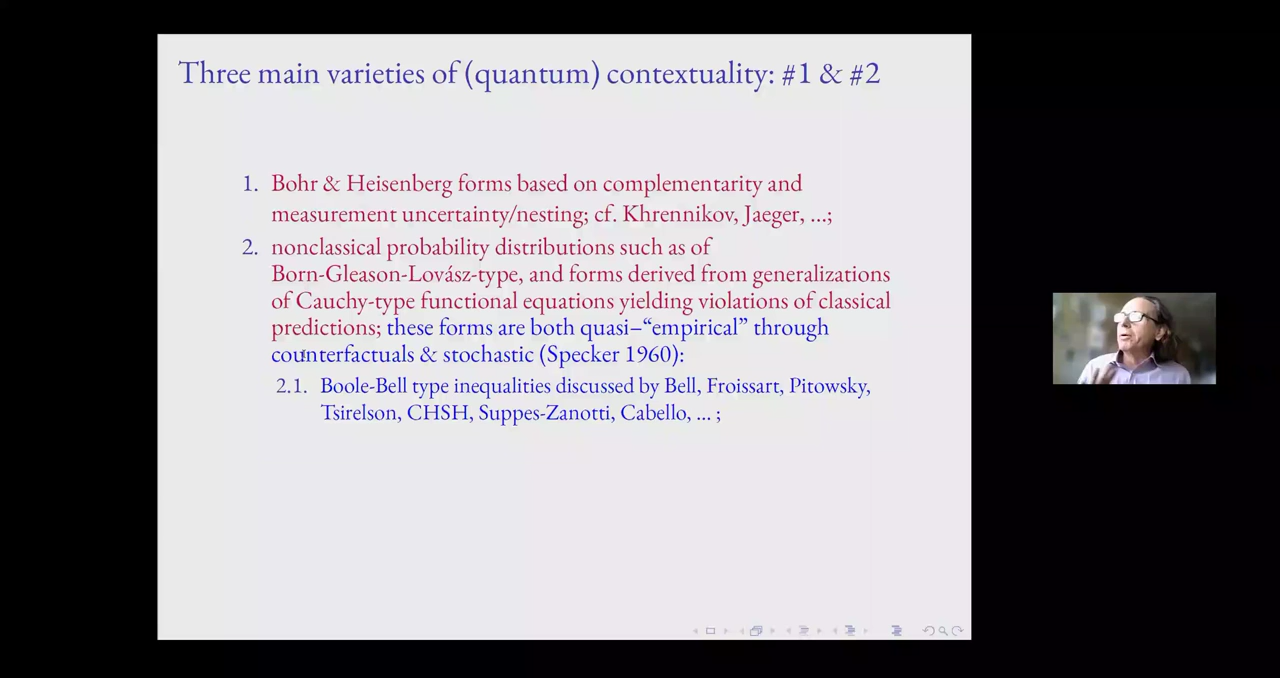 Three main varieties of (quantum) contextuality: #1 & #2
1. Bohr & Heisenberg forms based on complementarity and
measurement uncertainty/nesting; cf. Khrennikov, Jaeger, ...;
2. nonclassical probability distributions such as of
Born-Gleason-Lovász-type, and forms derived from generalizations
of Cauchy-type functional equations yielding violations of classical
predictions; these forms are both quasi–“empirical” through
counterfactuals & stochastic (Specker 1960):
2.1. Boole-Bell type inequalities discussed by Bell, Froissart, Pitowsky,
Tsirelson, CHSH, Suppes-Zanotti, Cabello, ... ;